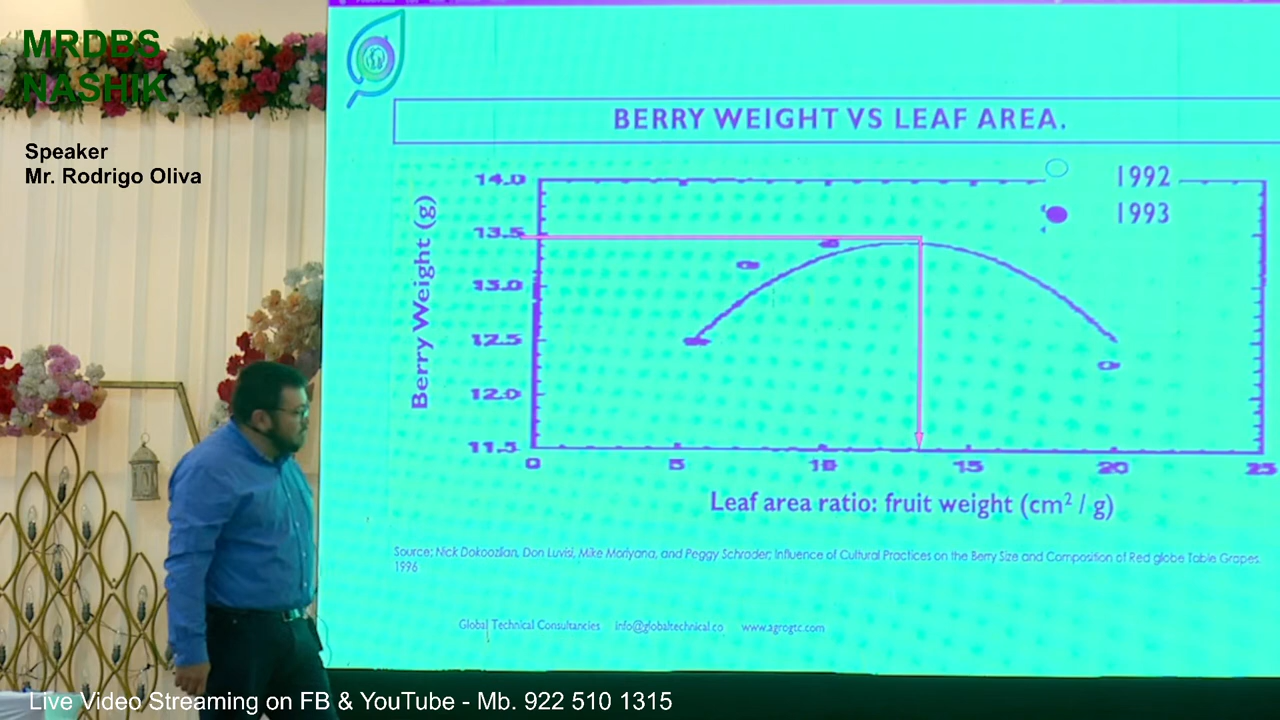 MRDBS
NASHIK
Speaker
Mr. Rodrigo Oliva
BERRY WEIGHT VS LEAF AREA.
1992
1993
14.0
13.5
13.0
12.5
12.0
11.5
Berry Weight (g)
0 5 10 15 20 25
Leaf area ratio: fruit weight (cm² / g)
Source: Nick Dokoozlian, Don Luvisi, Mike Moriyana, and Peggy Schrader; Influence of Cultural Practices on the Berry Size and Composition of Red globe Table Grapes.
1996
Global Technical Consultancies info@globaltechnical.co www.agrogtc.com
Live Video Streaming on FB & YouTube - Mb. 922 510 1315